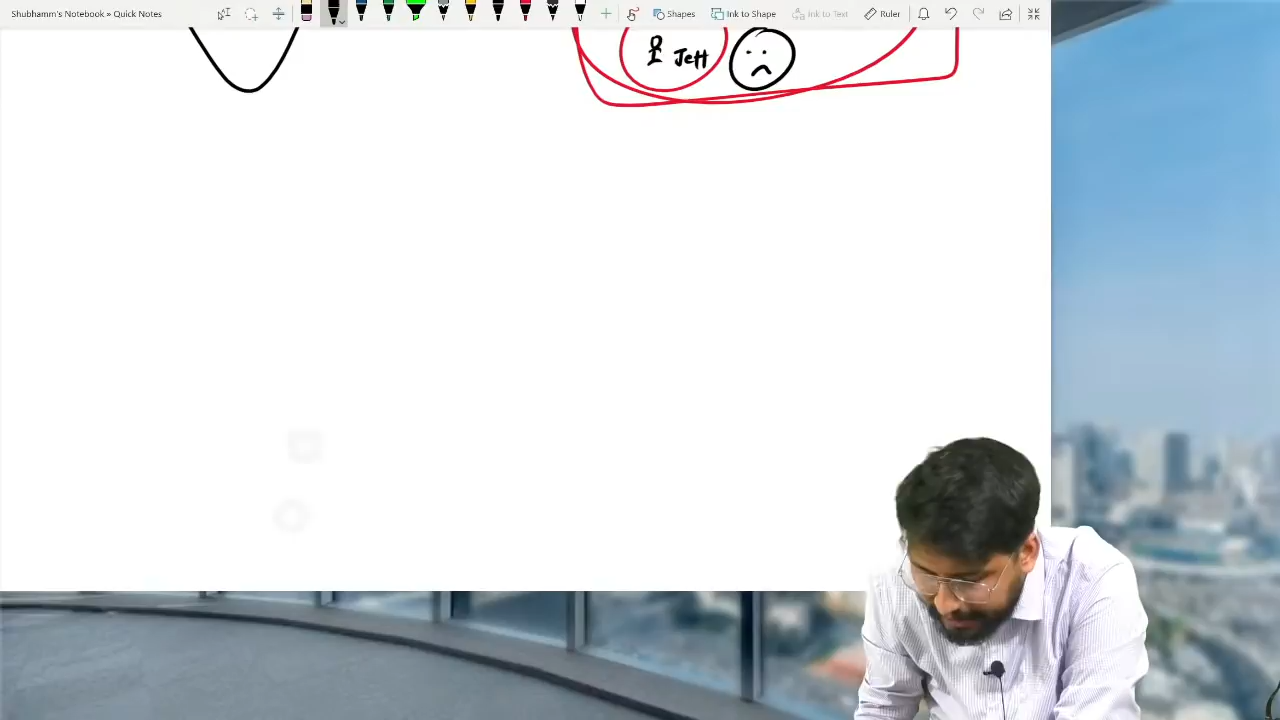 Shubhamm's Notebook » Quick Notes
Shapes
Ink to Shape
Ink to Text
Ruler
Jeff